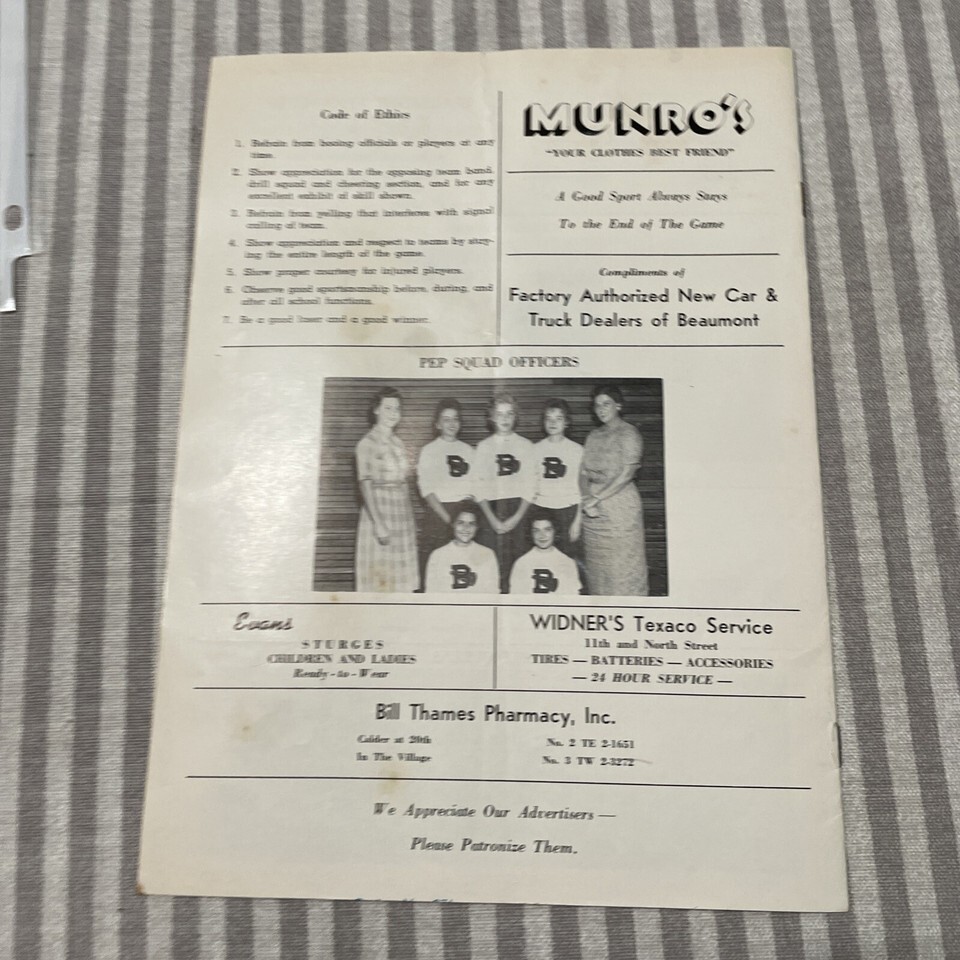 Code of Ethics
1. Refrain from booing officials or players at any
time.
2. Show appreciation for the opposing team band,
drill squad and cheering section, and for any
excellent exhibit of skill shown.
3. Refrain from yelling that interferes with signal
calling of team.
4. Show appreciation and respect to teams by stay-
ing the entire length of the game.
5. Show proper courtesy for injured players.
6. Observe good sportsmanship before, during, and
after all school functions.
7. Be a good loser and a good winner.
MUNRO'S
"YOUR CLOTHES BEST FRIEND"
A Good Sport Always Stays
To the End of The Game
Compliments of
Factory Authorized New Car &
Truck Dealers of Beaumont
PEP SQUAD OFFICERS
B
B
B
B
B
Evans
STURGES
CHILDREN AND LADIES
Ready-to-Wear
WIDNER'S Texaco Service
11th and North Street
TIRES — BATTERIES — ACCESSORIES
— 24 HOUR SERVICE —
Bill Thames Pharmacy, Inc.
Calder at 20th
No. 2 TE 2-1651
In The Village
No. 3 TW 2-3272
We Appreciate Our Advertisers —
Please Patronize Them.